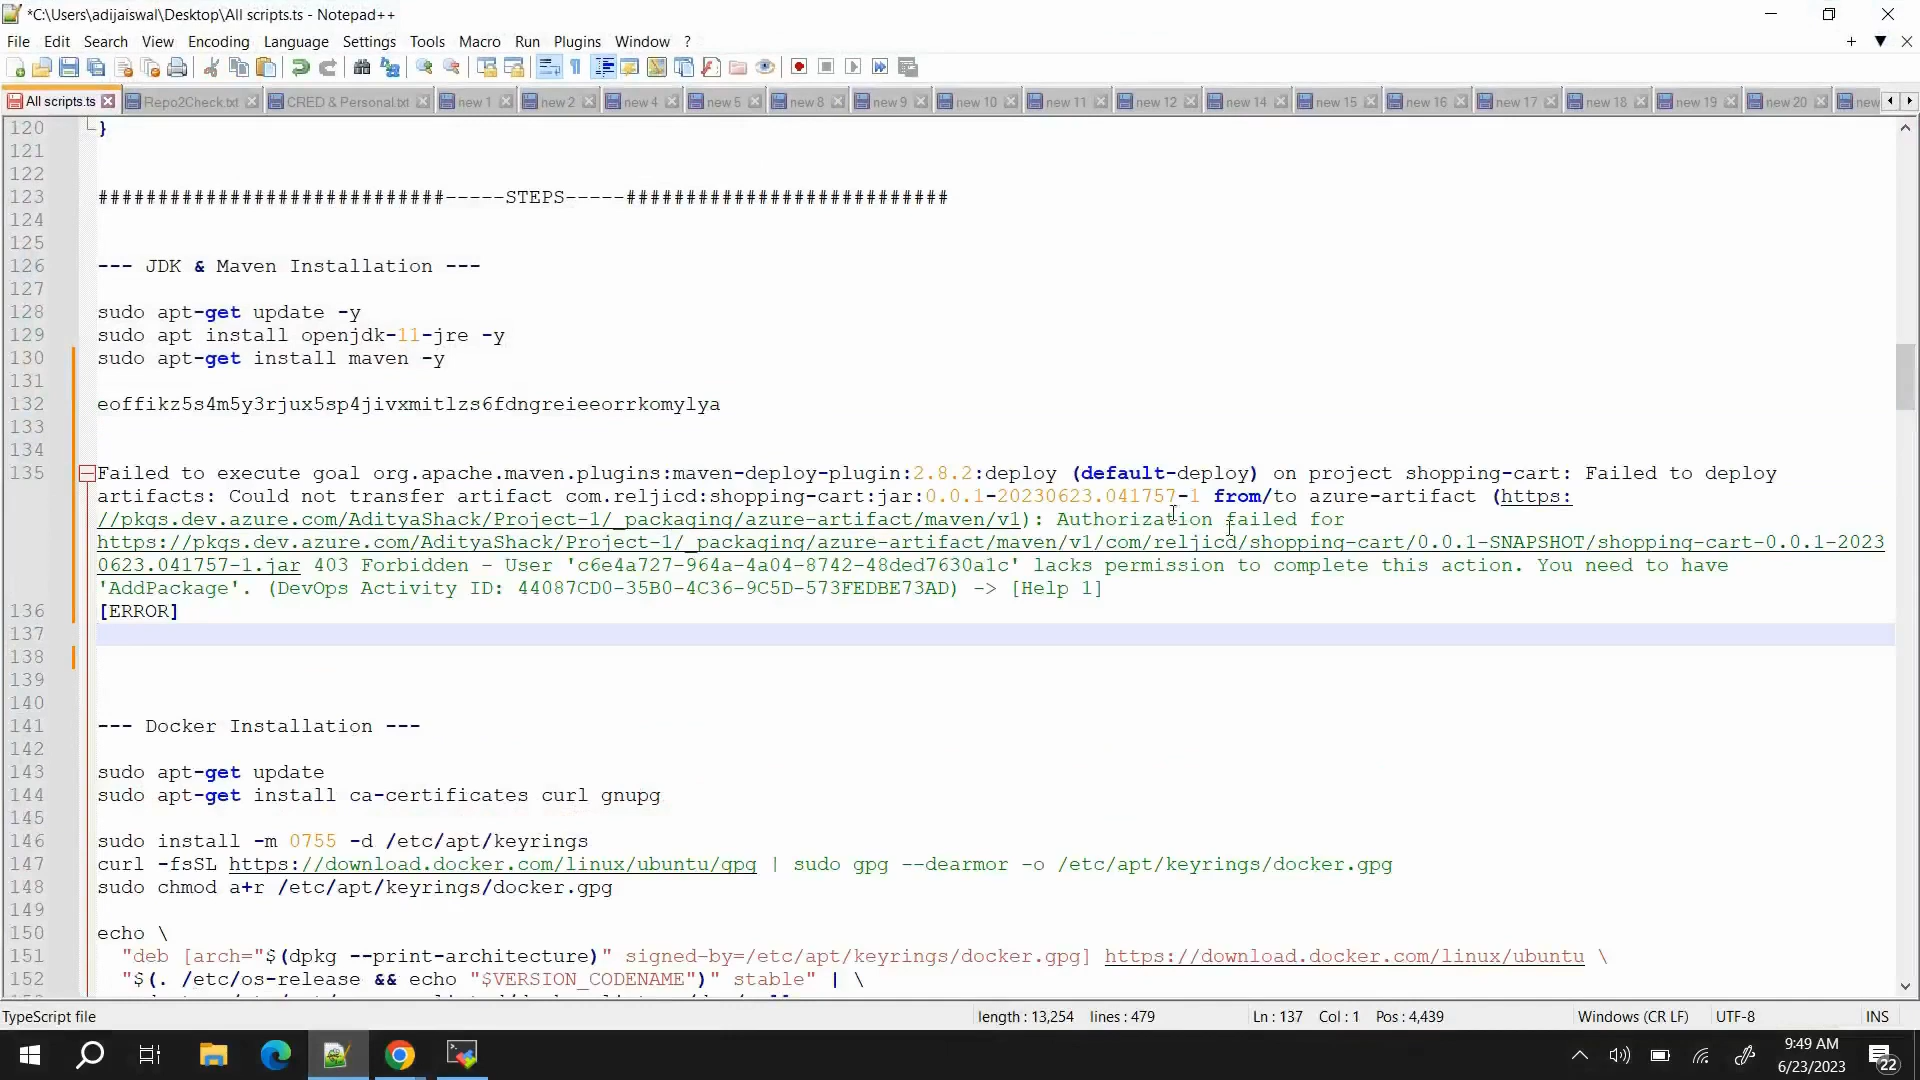 *C:\Users\adijaiswal\Desktop\All scripts.ts - Notepad++
File Edit Search View Encoding Language Settings Tools Macro Run Plugins Window ?
All scripts.ts Repo2Check.txt CRED & Personal.txt new 1 new 2 new 4 new 5 new 8 new 9 new 10 new 11 new 12 new 14 new 15 new 16 new 17 new 18 new 19 new 20 new
120 }
121
122
123 #############################-----STEPS-----###########################
124
125
126 --- JDK & Maven Installation ---
127
128 sudo apt-get update -y
129 sudo apt install openjdk-11-jre -y
130 sudo apt-get install maven -y
131
132 eoffikz5s4m5y3rjux5sp4jivxmitlzs6fdngreieeorrkomylya
133
134
135 Failed to execute goal org.apache.maven.plugins:maven-deploy-plugin:2.8.2:deploy (default-deploy) on project shopping-cart: Failed to deploy
artifacts: Could not transfer artifact com.reljicd:shopping-cart:jar:0.0.1-20230623.041757-1 from/to azure-artifact (https:
//pkgs.dev.azure.com/AdityaShack/Project-1/_packaging/azure-artifact/maven/v1): Authorization failed for
https://pkgs.dev.azure.com/AdityaShack/Project-1/_packaging/azure-artifact/maven/v1/com/reljicd/shopping-cart/0.0.1-SNAPSHOT/shopping-cart-0.0.1-2023
0623.041757-1.jar 403 Forbidden - User 'c6e4a727-964a-4a04-8742-48ded7630a1c' lacks permission to complete this action. You need to have
'AddPackage'. (DevOps Activity ID: 44087CD0-35B0-4C36-9C5D-573FEDBE73AD) -> [Help 1]
136 [ERROR]
137
138
139
140
141 --- Docker Installation ---
142
143 sudo apt-get update
144 sudo apt-get install ca-certificates curl gnupg
145
146 sudo install -m 0755 -d /etc/apt/keyrings
147 curl -fsSL https://download.docker.com/linux/ubuntu/gpg | sudo gpg --dearmor -o /etc/apt/keyrings/docker.gpg
148 sudo chmod a+r /etc/apt/keyrings/docker.gpg
149
150 echo \
151 "deb [arch="$(dpkg --print-architecture)" signed-by=/etc/apt/keyrings/docker.gpg] https://download.docker.com/linux/ubuntu \
152 "$(. /etc/os-release && echo "$VERSION_CODENAME")" stable" | \
TypeScript file length : 13,254 lines : 479 Ln : 137 Col : 1 Pos : 4,439 Windows (CR LF) UTF-8 INS
9:49 AM
6/23/2023
22